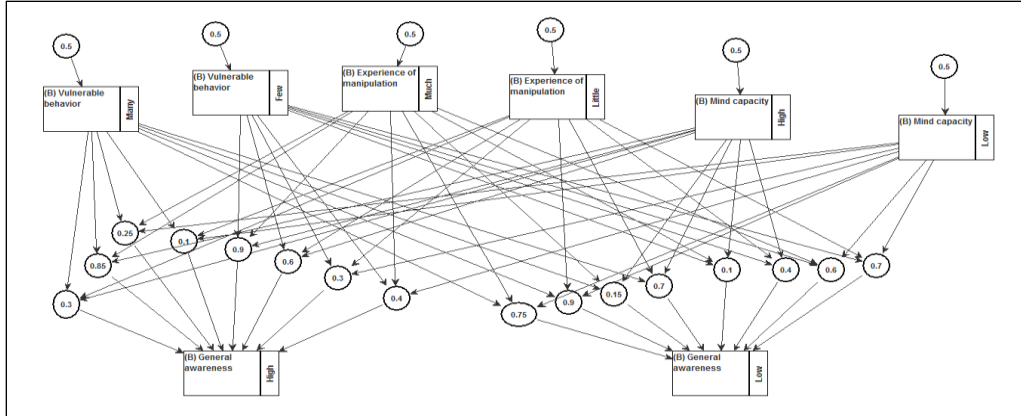 0.5
0.5
0.5
0.5
0.5
0.5
(B) Vulnerable
behavior
Many
(B) Vulnerable
behavior
Few
(B) Experience of
manipulation
Much
(B) Experience of
manipulation
Little
(B) Mind capacity
High
(B) Mind capacity
Low
0.25
0.1
0.9
0.85
0.6
0.3
0.3
0.4
0.75
0.9
0.15
0.7
0.1
0.4
0.6
0.7
(B) General
awareness
High
(B) General
awareness
Low